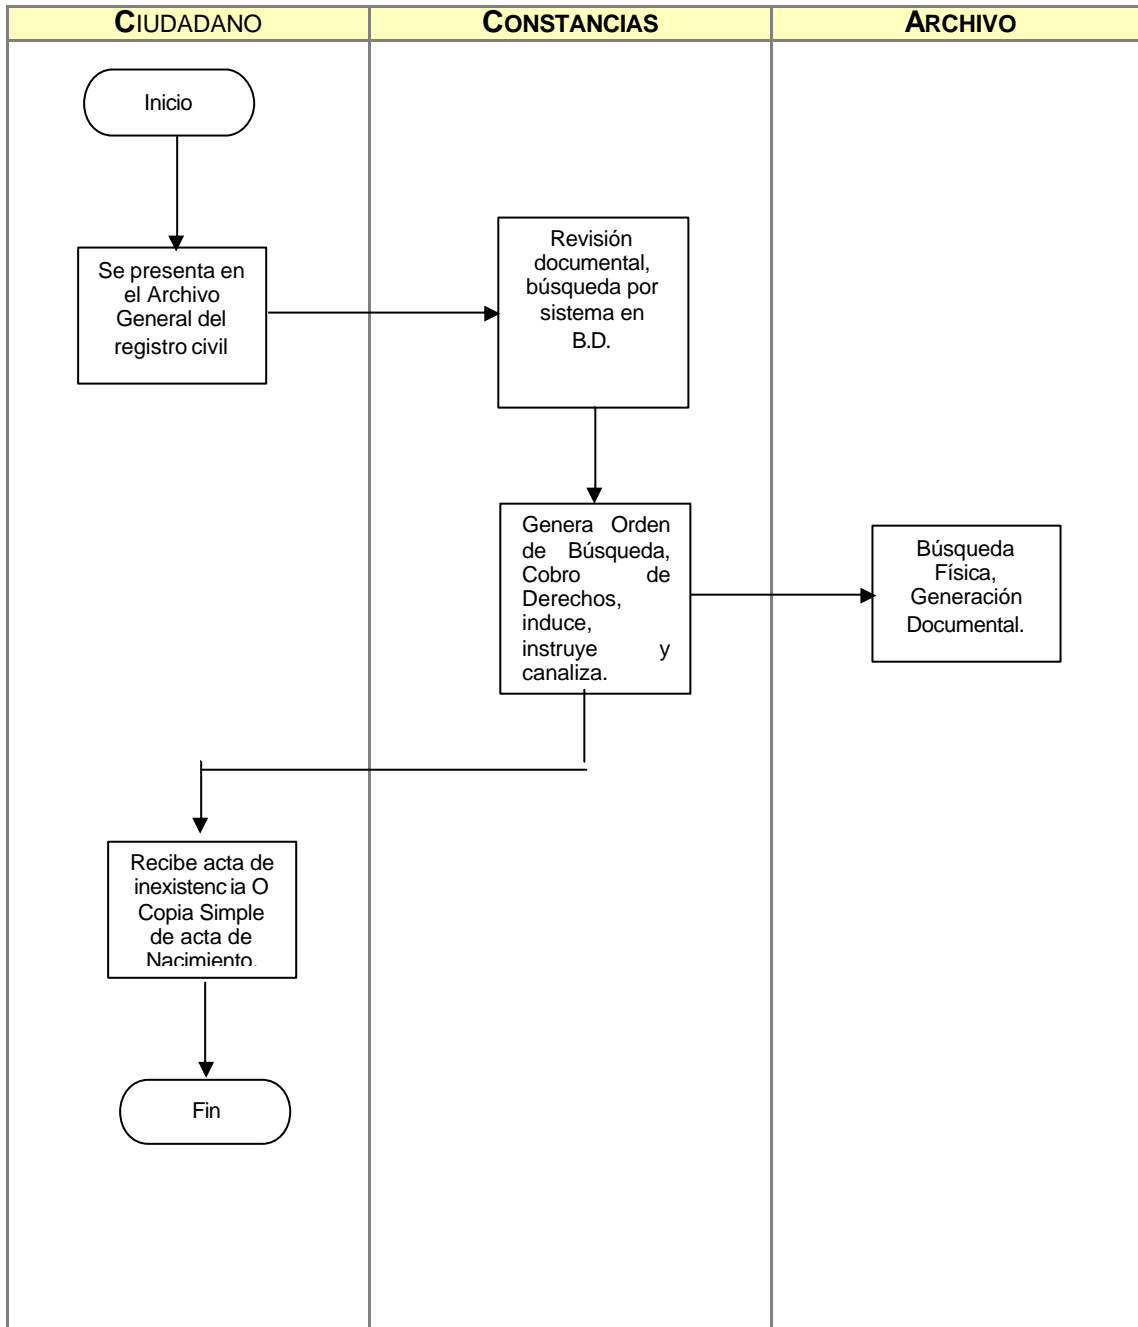 CIUDADANO
CONSTANCIAS
ARCHIVO
Inicio
Se presenta en
el Archivo
General del
registro civil
Revisión
documental,
búsqueda por
sistema en
B.D.
Genera Orden
de Búsqueda,
Cobro de
Derechos,
induce,
instruye y
canaliza.
Búsqueda
Física,
Generación
Documental.
Recibe acta de
inexistencia O
Copia Simple
de acta de
Nacimiento.
Fin